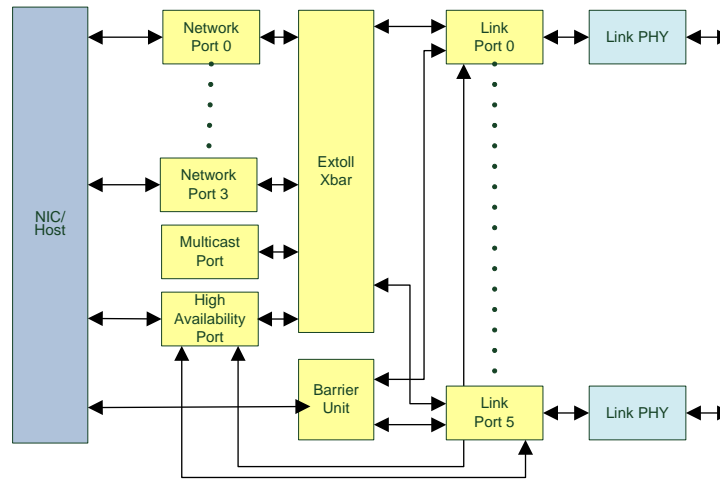 Network
Port 0
Link
Port 0
Link PHY
Extoll
Xbar
Network
Port 3
NIC/
Host
Multicast
Port
High
Availability
Port
Barrier
Unit
Link
Port 5
Link PHY